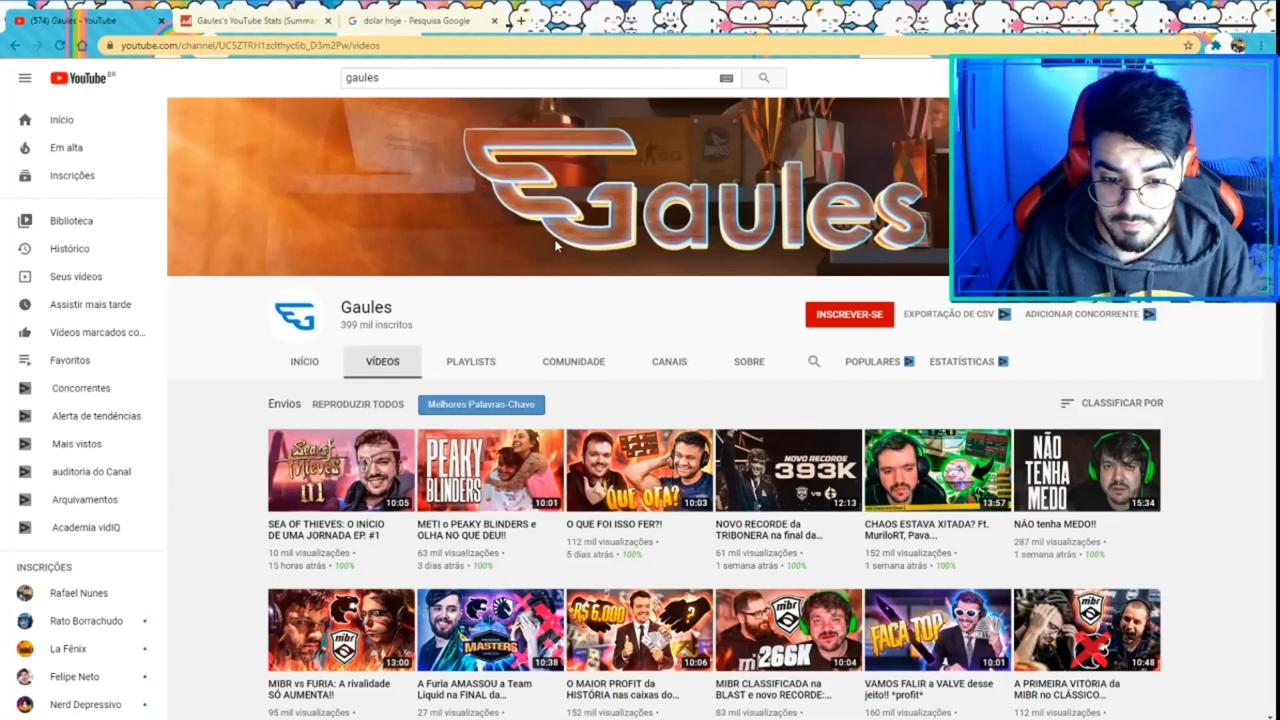 (574) Gaules - YouTube
Gaules's YouTube Stats (Summar
dolar hoje - Pesquisa Google
youtube.com/channel/UC5ZTRH1zclthyc6b_D3m2Pw/videos
YouTube BR
gaules
Início
Em alta
Inscrições
Biblioteca
Histórico
Seus vídeos
Assistir mais tarde
Vídeos marcados co...
Favoritos
Concorrentes
Alerta de tendências
Mais vistos
auditoria do Canal
Arquivamentos
Academia vidIQ
INSCRIÇÕES
Rafael Nunes
Rato Borrachudo
La Fênix
Felipe Neto
Nerd Depressivo
Gaules
Gaules
399 mil inscritos
INSCREVER-SE
EXPORTAÇÃO DE CSV
ADICIONAR CONCORRENTE
INÍCIO
VÍDEOS
PLAYLISTS
COMUNIDADE
CANAIS
SOBRE
POPULARES
ESTATÍSTICAS
Envios
REPRODUZIR TODOS
Melhores Palavras-Chave
CLASSIFICAR POR
Sea of
Thieves
10:05
SEA OF THIEVES: O INÍCIO
DE UMA JORNADA EP. #1
10 mil visualizações •
15 horas atrás • 100%
PEAKY
BLINDERS
10:01
METI o PEAKY BLINDERS e
OLHA NO QUE DEU!!
63 mil visualizações •
3 dias atrás • 100%
QUE OTA?
10:03
O QUE FOI ISSO FER?!
112 mil visualizações •
5 dias atrás • 100%
NOVO RECORDE
393K
12:13
NOVO RECORDE da
TRIBONERA na final da...
61 mil visualizações •
1 semana atrás • 100%
13:57
CHAOS ESTAVA XITADA? Ft.
MuriloRT, Pava...
152 mil visualizações •
1 semana atrás • 100%
NÃO
TENHA
MEDO
15:34
NÃO tenha MEDO!!
287 mil visualizações •
1 semana atrás • 100%
mibr
13:00
MIBR vs FURIA: A rivalidade
SÓ AUMENTA!!
95 mil visualizações •
MASTERS
10:38
A Furia AMASSOU a Team
Liquid na FINAL da...
27 mil visualizações •
R$ 6.000
10:06
O MAIOR PROFIT da
HISTÓRIA nas caixas do...
152 mil visualizações •
mibr
266K
10:04
MIBR CLASSIFICADA na
BLAST e novo RECORDE:...
83 mil visualizações •
FACA TOP
10:01
VAMOS FALIR a VALVE desse
jeito!! *profit*
160 mil visualizações •
mibr
10:48
A PRIMEIRA VITÓRIA da
MIBR no CLÁSSICO...
112 mil visualizações •